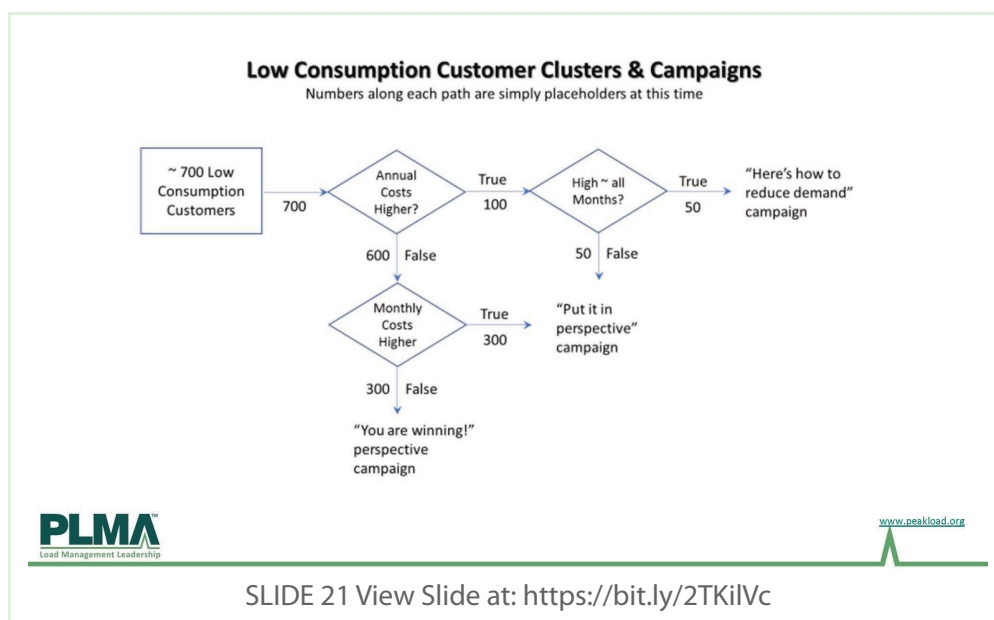 Low Consumption Customer Clusters & Campaigns
Numbers along each path are simply placeholders at this time
~ 700 Low
Consumption
Customers
700
Annual
Costs
Higher?
True
100
High ~ all
Months?
True
50
“Here’s how to
reduce demand”
campaign
600 False
50 False
Monthly
Costs
Higher
True
300
“Put it in
perspective”
campaign
300 False
“You are winning!”
perspective
campaign
PLMA™
Load Management Leadership
www.peakload.org
SLIDE 21 View Slide at: https://bit.ly/2TKilVc